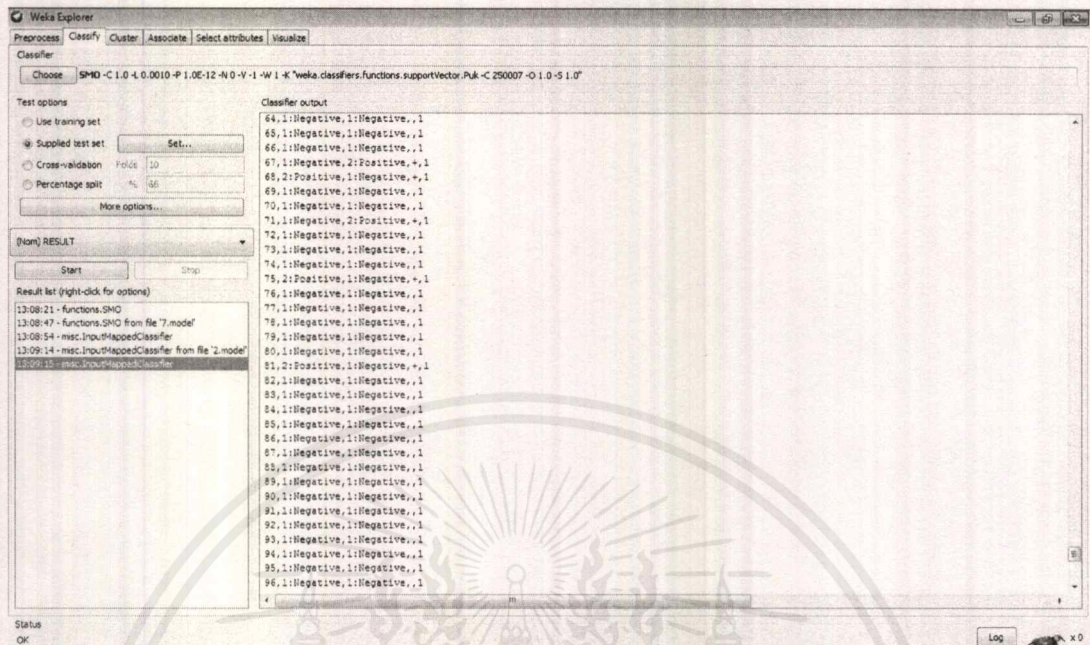 Weka Explorer
Preprocess Classify Cluster Associate Select attributes Visualize
Classifier
Choose SMO -C 1.0 -L 0.0010 -P 1.0E-12 -N 0 -V -1 -W 1 -K "weka.classifiers.functions.supportVector.Puk -C 250007 -O 1.0 -S 1.0"
Test options
Use training set
Supplied test set Set...
Cross-validation Folds 10
Percentage split % 66
More options...
(Nom) RESULT
Start Stop
Result list (right-click for options)
13:08:21 - functions.SMO
13:08:47 - functions.SMO from file '7.model'
13:08:54 - misc.InputMappedClassifier
13:09:14 - misc.InputMappedClassifier from file '2.model'
13:09:15 - misc.InputMappedClassifier
Classifier output
64,1:Negative,1:Negative,,1
65,1:Negative,1:Negative,,1
66,1:Negative,1:Negative,,1
67,1:Negative,2:Positive,+,1
68,2:Positive,1:Negative,+,1
69,1:Negative,1:Negative,,1
70,1:Negative,1:Negative,,1
71,1:Negative,2:Positive,+,1
72,1:Negative,1:Negative,,1
73,1:Negative,1:Negative,,1
74,1:Negative,1:Negative,,1
75,2:Positive,1:Negative,+,1
76,1:Negative,1:Negative,,1
77,1:Negative,1:Negative,,1
78,1:Negative,1:Negative,,1
79,1:Negative,1:Negative,,1
80,1:Negative,1:Negative,,1
81,2:Positive,1:Negative,+,1
82,1:Negative,1:Negative,,1
83,1:Negative,1:Negative,,1
84,1:Negative,1:Negative,,1
85,1:Negative,1:Negative,,1
86,1:Negative,1:Negative,,1
87,1:Negative,1:Negative,,1
88,1:Negative,1:Negative,,1
89,1:Negative,1:Negative,,1
90,1:Negative,1:Negative,,1
91,1:Negative,1:Negative,,1
92,1:Negative,1:Negative,,1
93,1:Negative,1:Negative,,1
94,1:Negative,1:Negative,,1
95,1:Negative,1:Negative,,1
96,1:Negative,1:Negative,,1
Status
OK
Log x 0